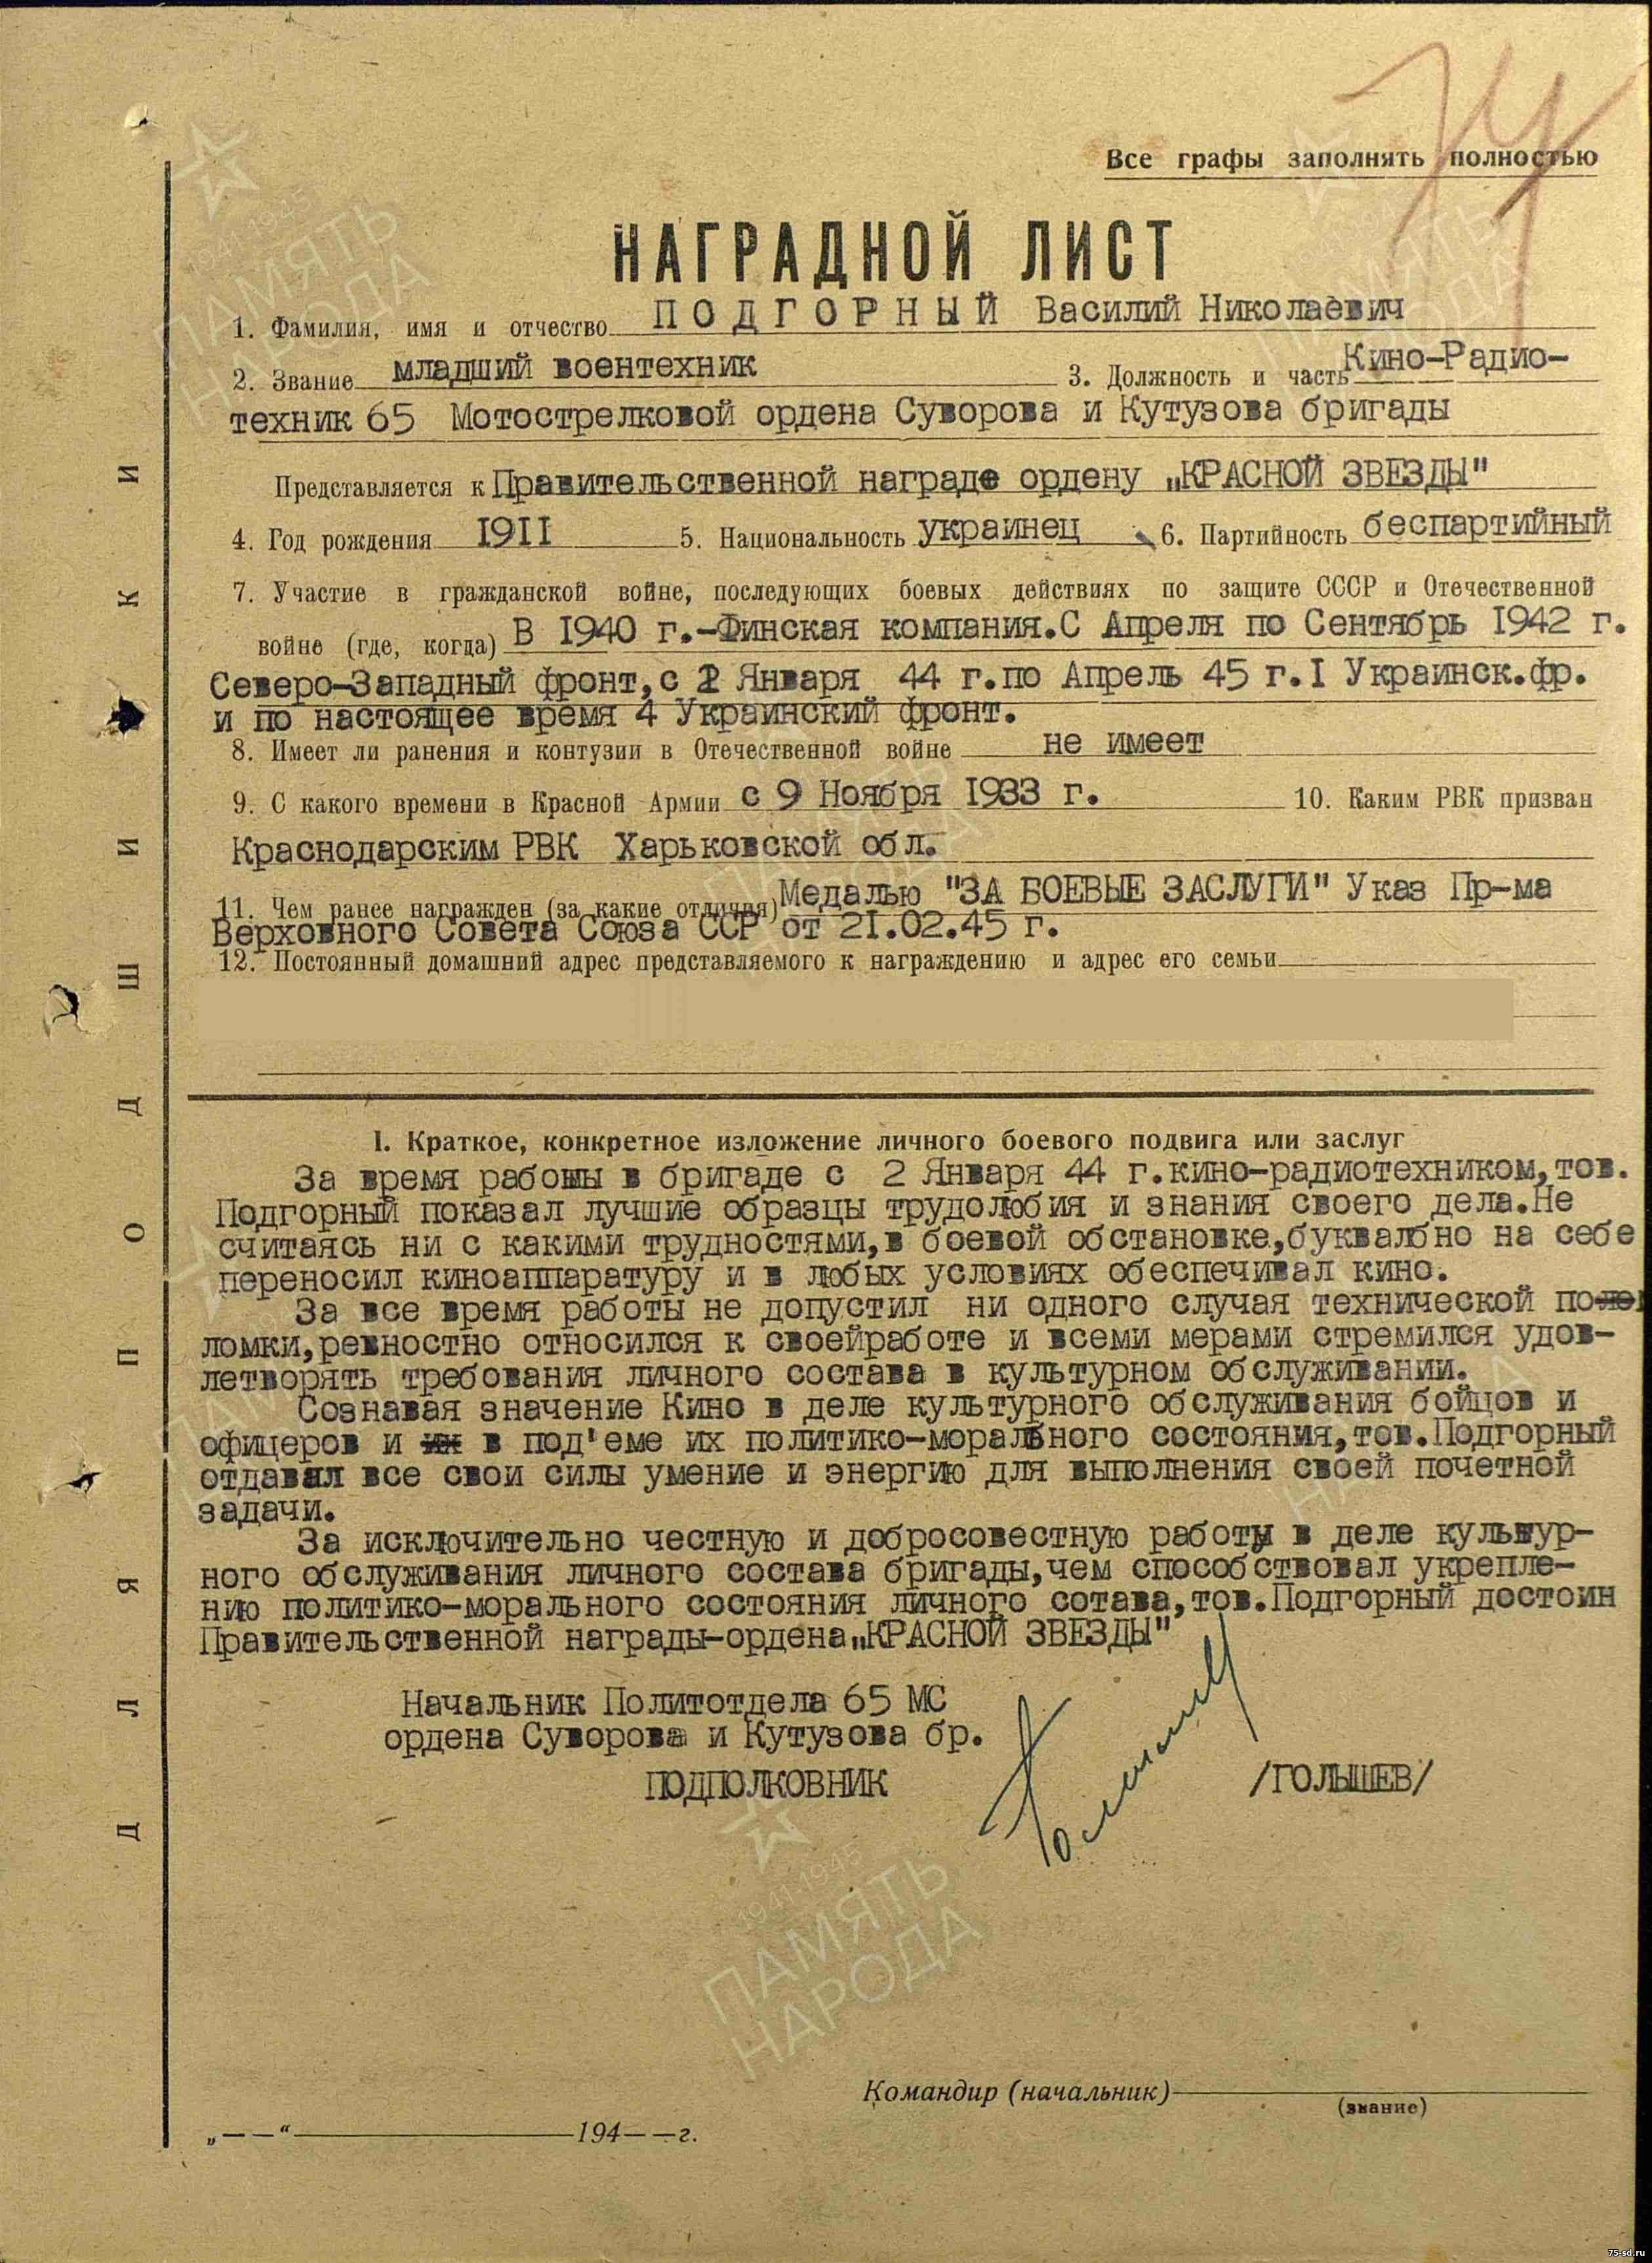 74
Все графы заполнять полностью
НАГРАДНОЙ ЛИСТ
1. Фамилия, имя и отчество ПОДГОРНЫЙ Василий Николаевич
2. Звание младший воентехник 3. Должность и часть Кино-Радио-
техник 65 Мотострелковой ордена Суворова и Кутузова бригады
Представляется к Правительственной награде ордену „КРАСНОЙ ЗВЕЗДЫ"
4. Год рождения 1911 5. Национальность украинец 6. Партийность беспартийный
7. Участие в гражданской войне, последующих боевых действиях по защите СССР и Отечественной
войне (где, когда) В 1940 г.-Финская компания.С Апреля по Сентябрь 1942 г.
Северо-Западный фронт,с 2 Января 44 г.по Апрель 45 г.I Украинск.фр.
и по настоящее время 4 Украинский фронт.
8. Имеет ли ранения и контузии в Отечественной войне не имеет
9. С какого времени в Красной Армии с 9 Ноября 1933 г. 10. Каким РВК призван
Краснодарским РВК Харьковской обл.
11. Чем ранее награжден (за какие отличия) Медалью "ЗА БОЕВЫЕ ЗАСЛУГИ" Указ Пр-ма
Верховного Совета Союза ССР от 21.02.45 г.
12. Постоянный домашний адрес представляемого к награждению и адрес его семьи
I. Краткое, конкретное изложение личного боевого подвига или заслуг
За время работы в бригаде с 2 Января 44 г.кино-радиотехником,тов.
Подгорный показал лучшие образцы трудолюбия и знания своего дела.Не
считаясь ни с какими трудностями,в боевой обстановке,буквально на себе
переносил киноаппаратуру и в любых условиях обеспечивал кино.
За все время работы не допустил ни одного случая технической по
ломки,ревностно относился к своейработе и всеми мерами стремился удов-
летворять требования личного состава в культурном обслуживании.
Сознавая значение Кино в деле культурного обслуживания бойцов и
офицеров и их в под'еме их политико-морального состояния,тов.Подгорный
отдавал все свои силы умение и энергию для выполнения своей почетной
задачи.
За исключительно честную и добросовестную работу в деле культур-
ного обслуживания личного состава бригады,чем способствовал укрепле-
нию политико-морального состояния личного сотава,тов.Подгорный достоин
Правительственной награды-ордена„КРАСНОЙ ЗВЕЗДЫ"
Начальник Политотдела 65 МС
ордена Суворова и Кутузова бр.
ПОДПОЛКОВНИК /ГОЛЫШЕВ/
Командир (начальник)
(звание)
„——“ 194——г.
ДЛЯ ПОДШИВКИ
1941-1945
ПАМЯТЬ
НАРОДА
75-sd.ru